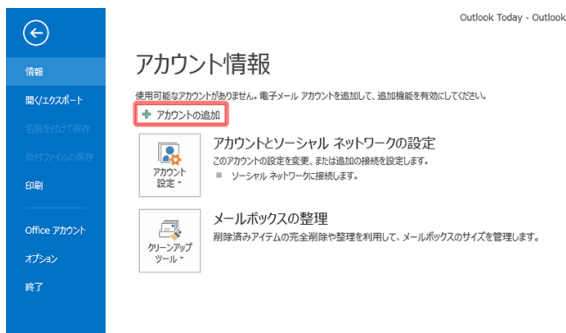 Outlook Today - Outlook
情報
開く/エクスポート
名前を付けて保存
添付ファイルの保存
印刷
Office アカウント
オプション
終了
アカウント情報
使用可能なアカウントがありません。電子メール アカウントを追加して、追加機能を有効にしてください。
アカウントの追加
アカウント
設定
アカウントとソーシャル ネットワークの設定
このアカウントの設定を変更、または追加の接続を設定します。
ソーシャル ネットワークに接続します。
クリーンアップ
ツール
メールボックスの整理
削除済みアイテムの完全削除や整理を利用して、メールボックスのサイズを管理します。